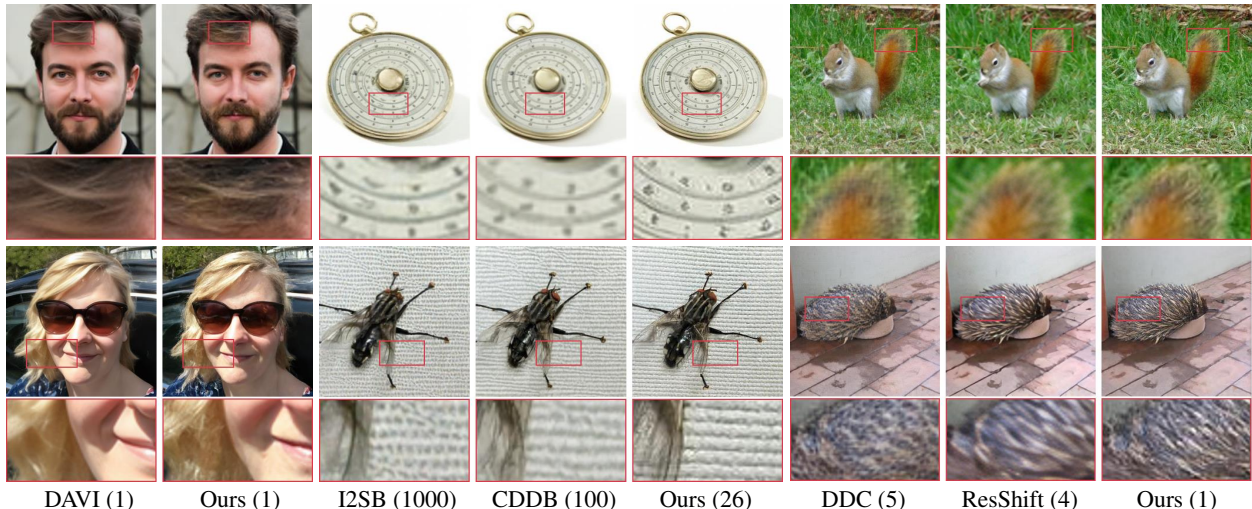 DAVI (1) Ours (1) I2SB (1000) CDDB (100) Ours (26) DDC (5) ResShift (4) Ours (1)